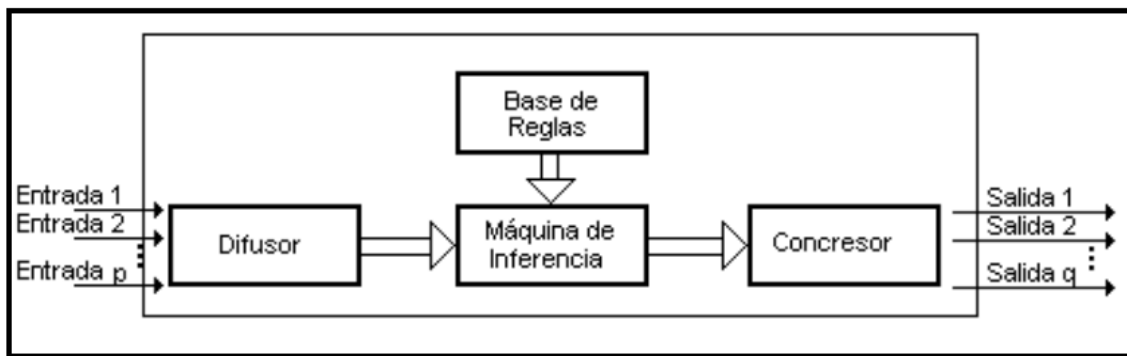 Base de
Reglas
Entrada 1
Entrada 2
Entrada p
Difusor
Máquina de
Inferencia
Concresor
Salida 1
Salida 2
Salida q